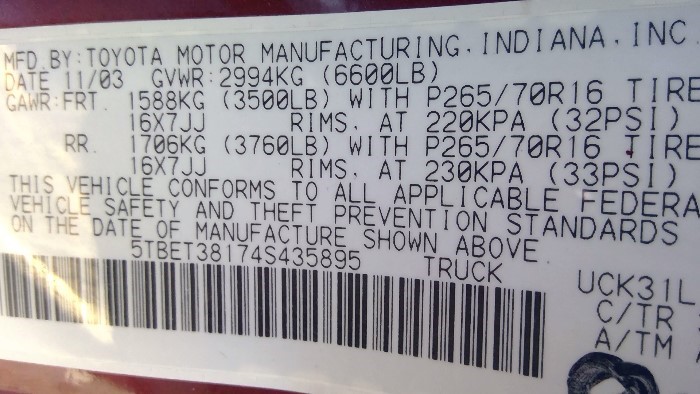 MFD. BY: TOYOTA MOTOR MANUFACTURING, INDIANA, INC.
DATE 11/03 GVWR: 2994KG (6600LB)
GAWR: FRT. 1588KG (3500LB) WITH P265/70R16 TIRE
16X7JJ RIMS, AT 220KPA (32PSI)
RR. 1706KG (3760LB) WITH P265/70R16 TIRE
16X7JJ RIMS, AT 230KPA (33PSI)
THIS VEHICLE CONFORMS TO ALL APPLICABLE FEDERA
VEHICLE SAFETY AND THEFT PREVENTION STANDARDS
ON THE DATE OF MANUFACTURE SHOWN ABOVE
5TBET38174S435895 TRUCK
UCK31L
C/TR
A/TM